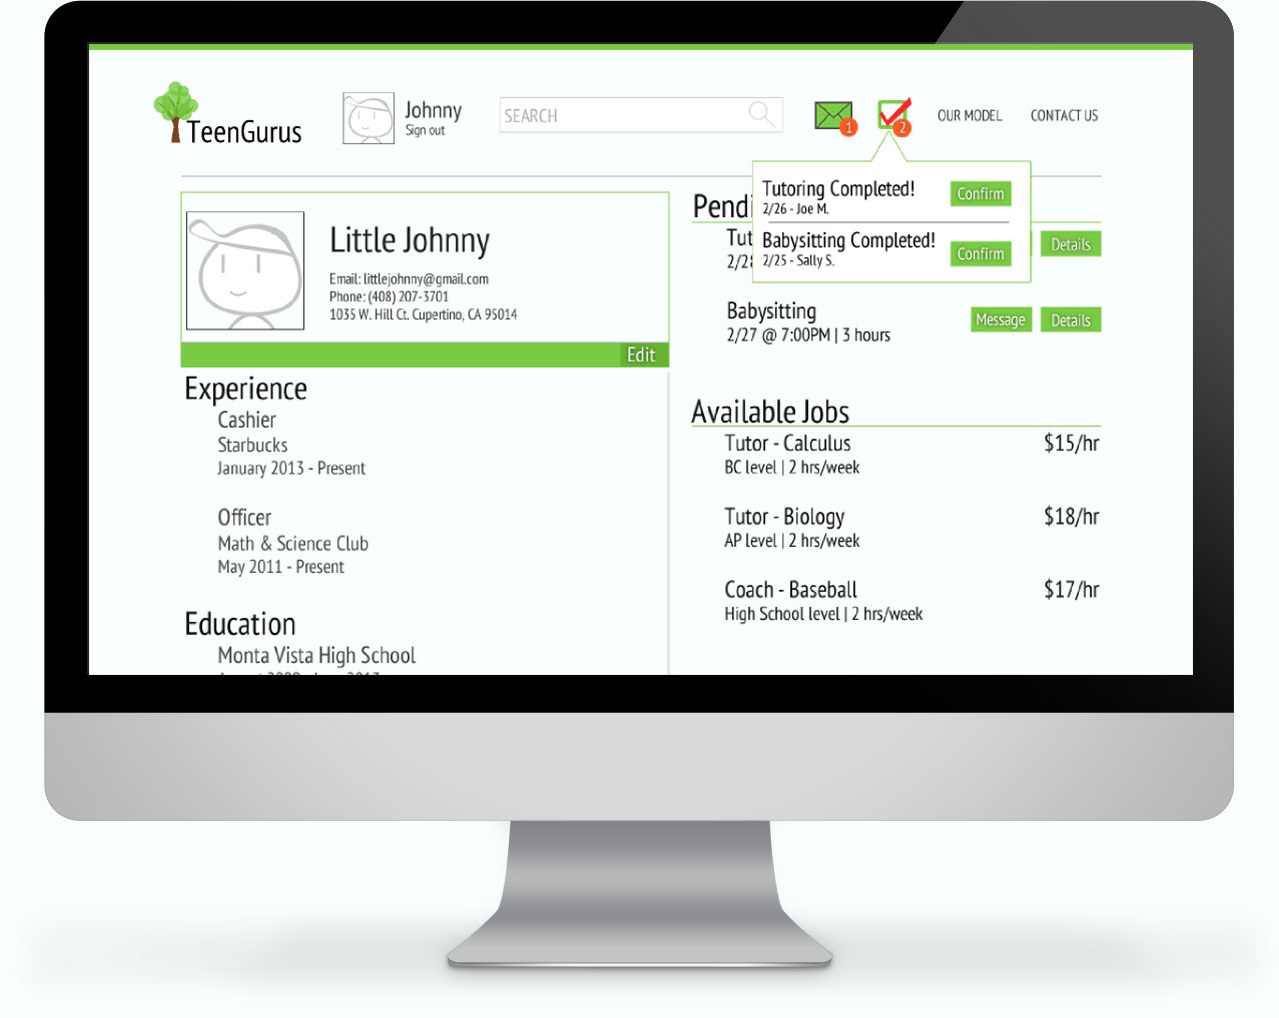 TeenGurus
Johnny
Sign out
SEARCH
1
2
OUR MODEL
CONTACT US
Tutoring Completed!
2/26 - Joe M.
Confirm
Babysitting Completed!
2/25 - Sally S.
Confirm
Little Johnny
Email: littlejohnny@gmail.com
Phone: (408) 207-3701
1035 W. Hill Ct. Cupertino, CA 95014
Edit
Experience
Cashier
Starbucks
January 2013 - Present
Officer
Math & Science Club
May 2011 - Present
Education
Monta Vista High School
Pendi
Tut
2/28
Details
Babysitting
2/27 @ 7:00PM | 3 hours
Message
Details
Available Jobs
Tutor - Calculus
$15/hr
BC level | 2 hrs/week
Tutor - Biology
$18/hr
AP level | 2 hrs/week
Coach - Baseball
$17/hr
High School level | 2 hrs/week